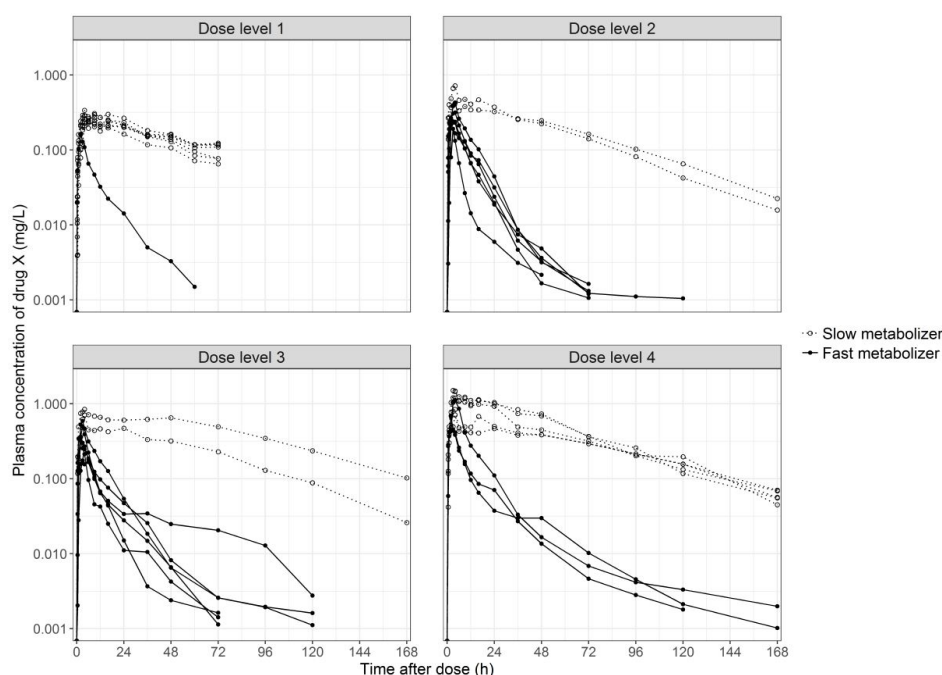 Dose level 1
Dose level 2
1.000
0.100
0.010
0.001
Dose level 3
Dose level 4
1.000
0.100
0.010
0.001
0 24 48 72 96 120 144 168
0 24 48 72 96 120 144 168
Plasma concentration of drug X (mg/L)
Time after dose (h)
Slow metabolizer
Fast metabolizer